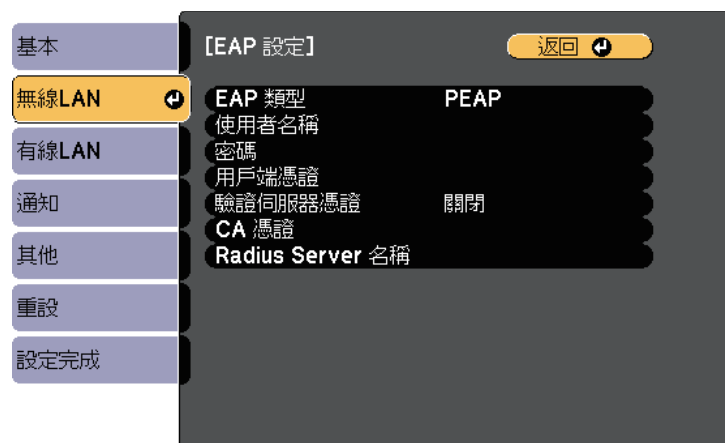 基本
無線LAN
有線LAN
通知
其他
重設
設定完成
[EAP 設定]
返回
EAP 類型 PEAP
使用者名稱
密碼
用戶端憑證
驗證伺服器憑證 關閉
CA 憑證
Radius Server 名稱